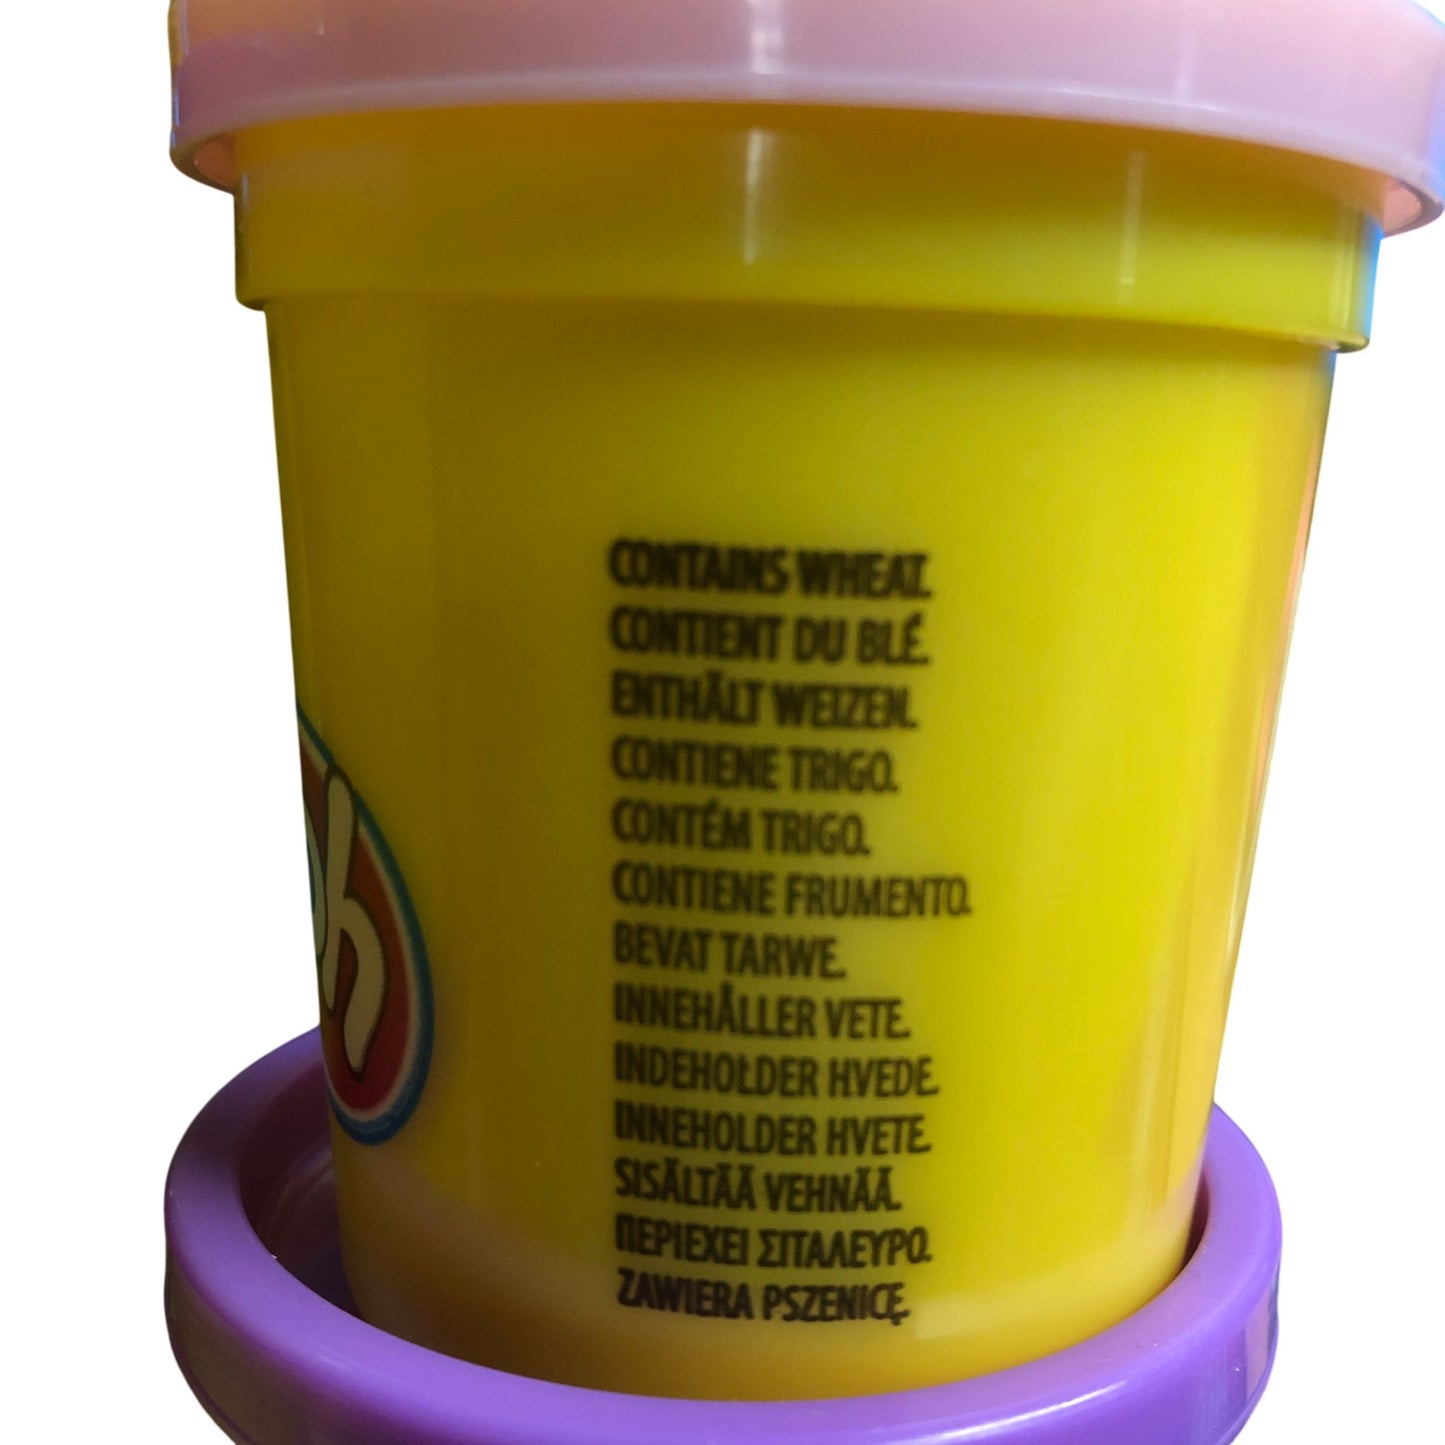 oh
CONTAINS WHEAT.
CONTIENT DU BLÉ.
ENTHÄLT WEIZEN.
CONTIENE TRIGO.
CONTÉM TRIGO.
CONTIENE FRUMENTO.
BEVAT TARWE.
INNEHÅLLER VETE.
INDEHOLDER HVEDE.
INNEHOLDER HVETE.
SISÄLTÄÄ VEHNÄÄ.
ΠΕΡΙΕΧΕΙ ΣΙΤΑΛΕΥΡΟ.
ZAWIERA PSZENICĘ.